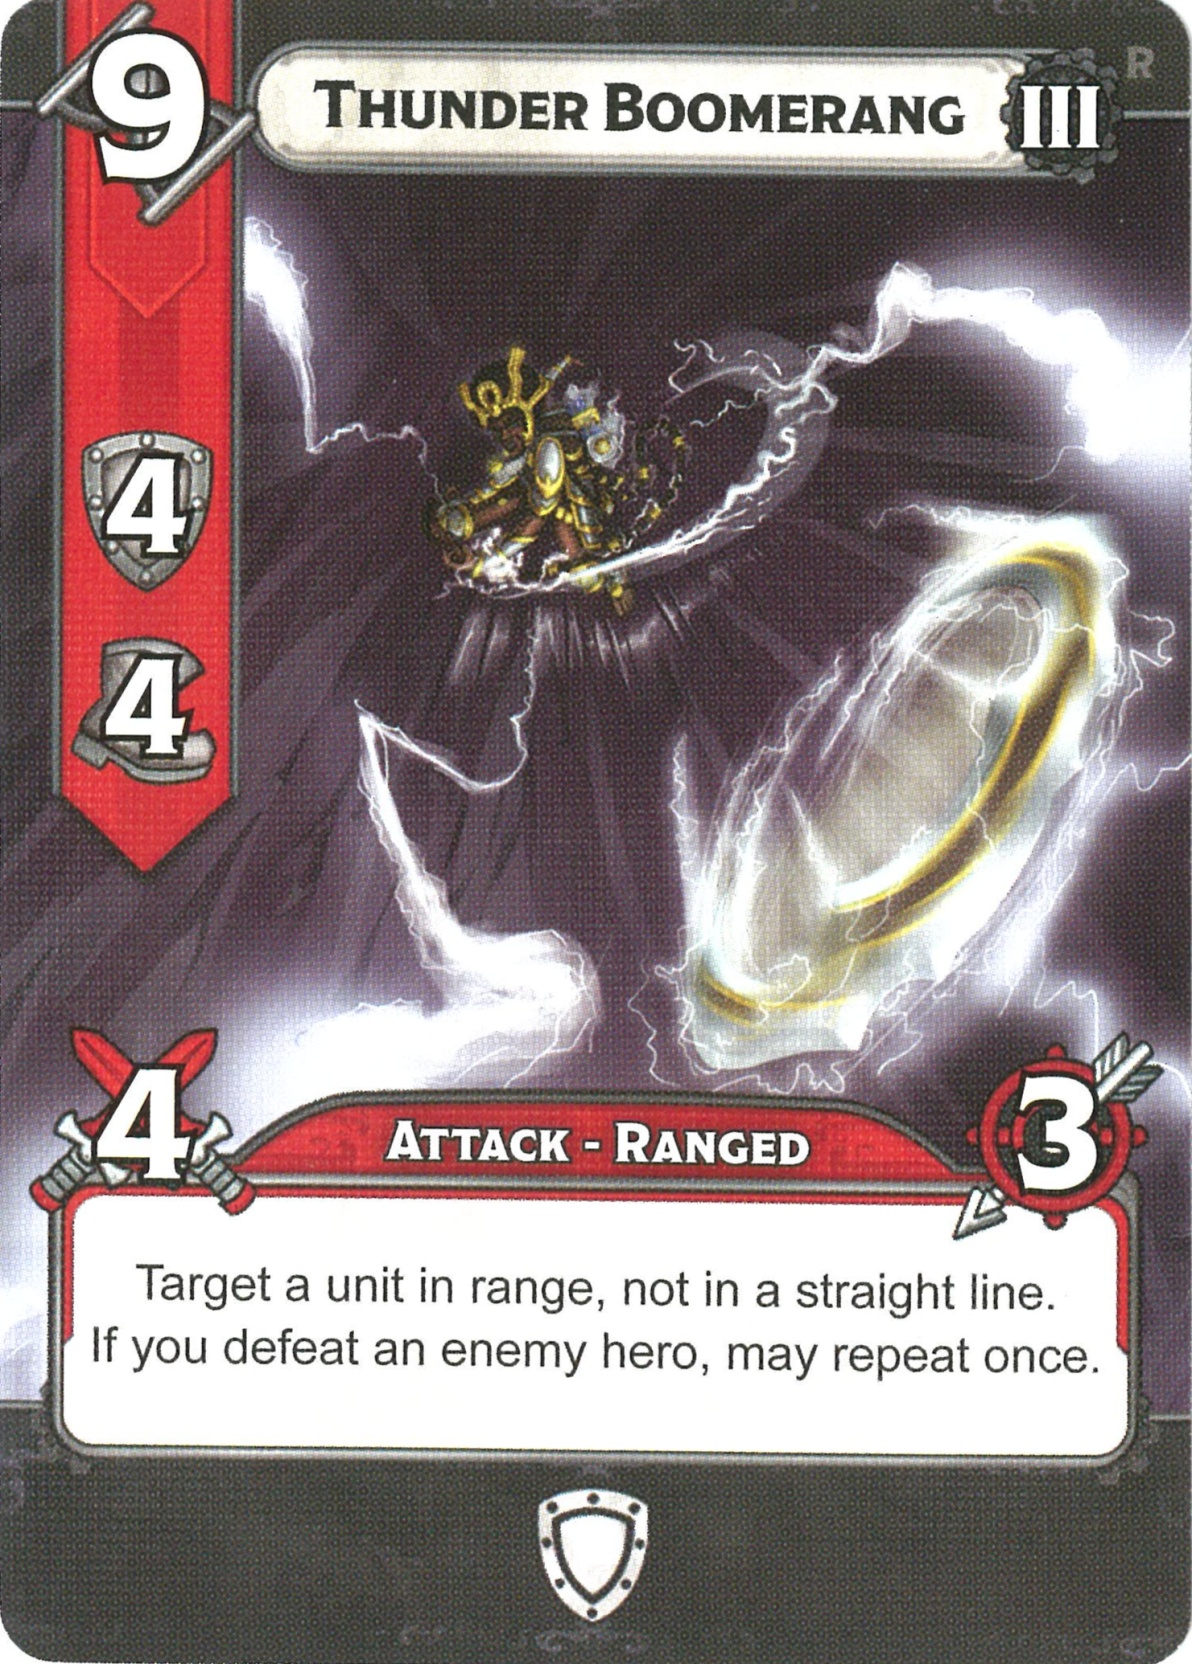 9
THUNDER BOOMERANG
III
R
4
4
4
ATTACK - RANGED
3
Target a unit in range, not in a straight line.
If you defeat an enemy hero, may repeat once.